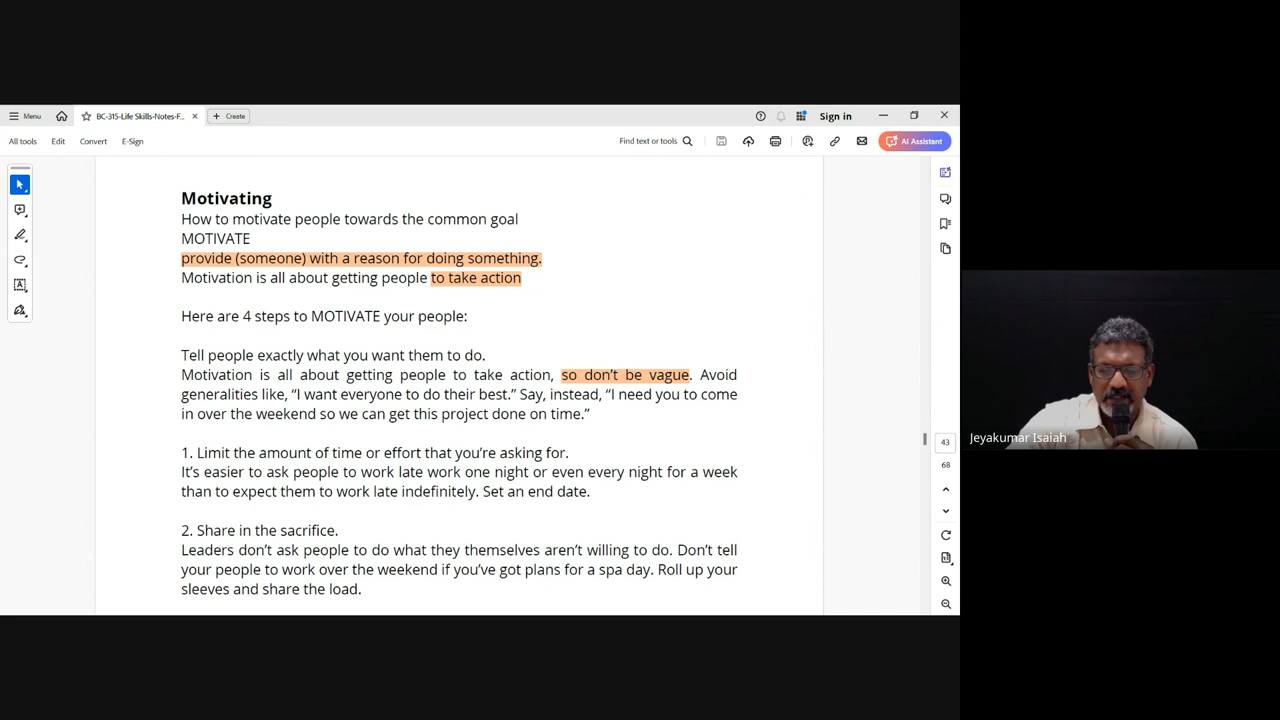 Menu
BC-315-Life Skills-Notes-F...
Create
Sign in
All tools
Edit
Convert
E-Sign
Find text or tools
AI Assistant
Motivating
How to motivate people towards the common goal
MOTIVATE
provide (someone) with a reason for doing something.
Motivation is all about getting people to take action
Here are 4 steps to MOTIVATE your people:
Tell people exactly what you want them to do.
Motivation is all about getting people to take action, so don’t be vague. Avoid
generalities like, “I want everyone to do their best.” Say, instead, “I need you to come
in over the weekend so we can get this project done on time.”
1. Limit the amount of time or effort that you’re asking for.
It’s easier to ask people to work late work one night or even every night for a week
than to expect them to work late indefinitely. Set an end date.
2. Share in the sacrifice.
Leaders don’t ask people to do what they themselves aren’t willing to do. Don’t tell
your people to work over the weekend if you’ve got plans for a spa day. Roll up your
sleeves and share the load.
43
68
Jeyakumar Isaiah